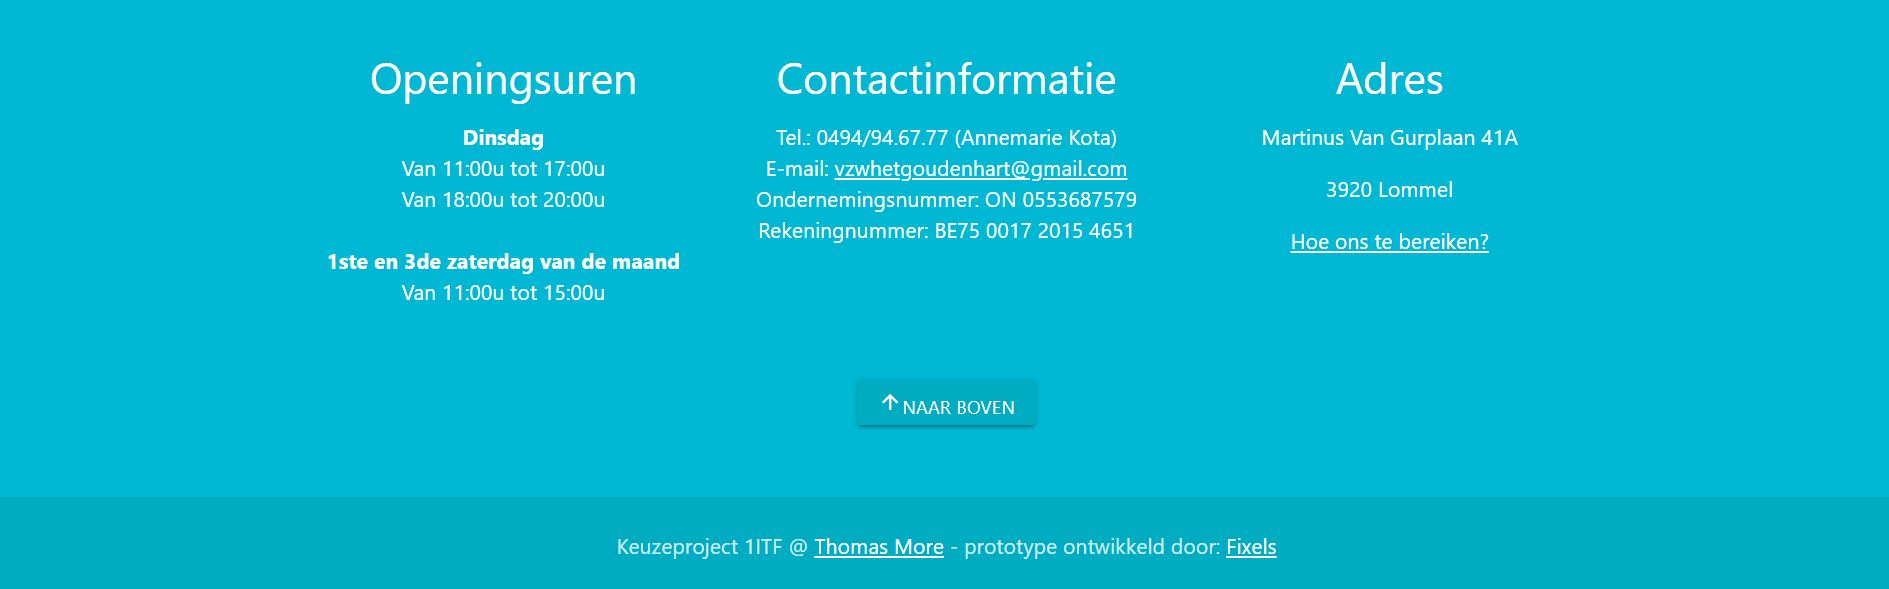 Openingsuren
Dinsdag
Van 11:00u tot 17:00u
Van 18:00u tot 20:00u
1ste en 3de zaterdag van de maand
Van 11:00u tot 15:00u
Contactinformatie
Tel.: 0494/94.67.77 (Annemarie Kota)
E-mail: vzwhetgoudenhart@gmail.com
Ondernemingsnummer: ON 0553687579
Rekeningnummer: BE75 0017 2015 4651
Adres
Martinus Van Gurplaan 41A
3920 Lommel
Hoe ons te bereiken?
NAAR BOVEN
Keuzeproject 1ITF @ Thomas More - prototype ontwikkeld door: Fixels